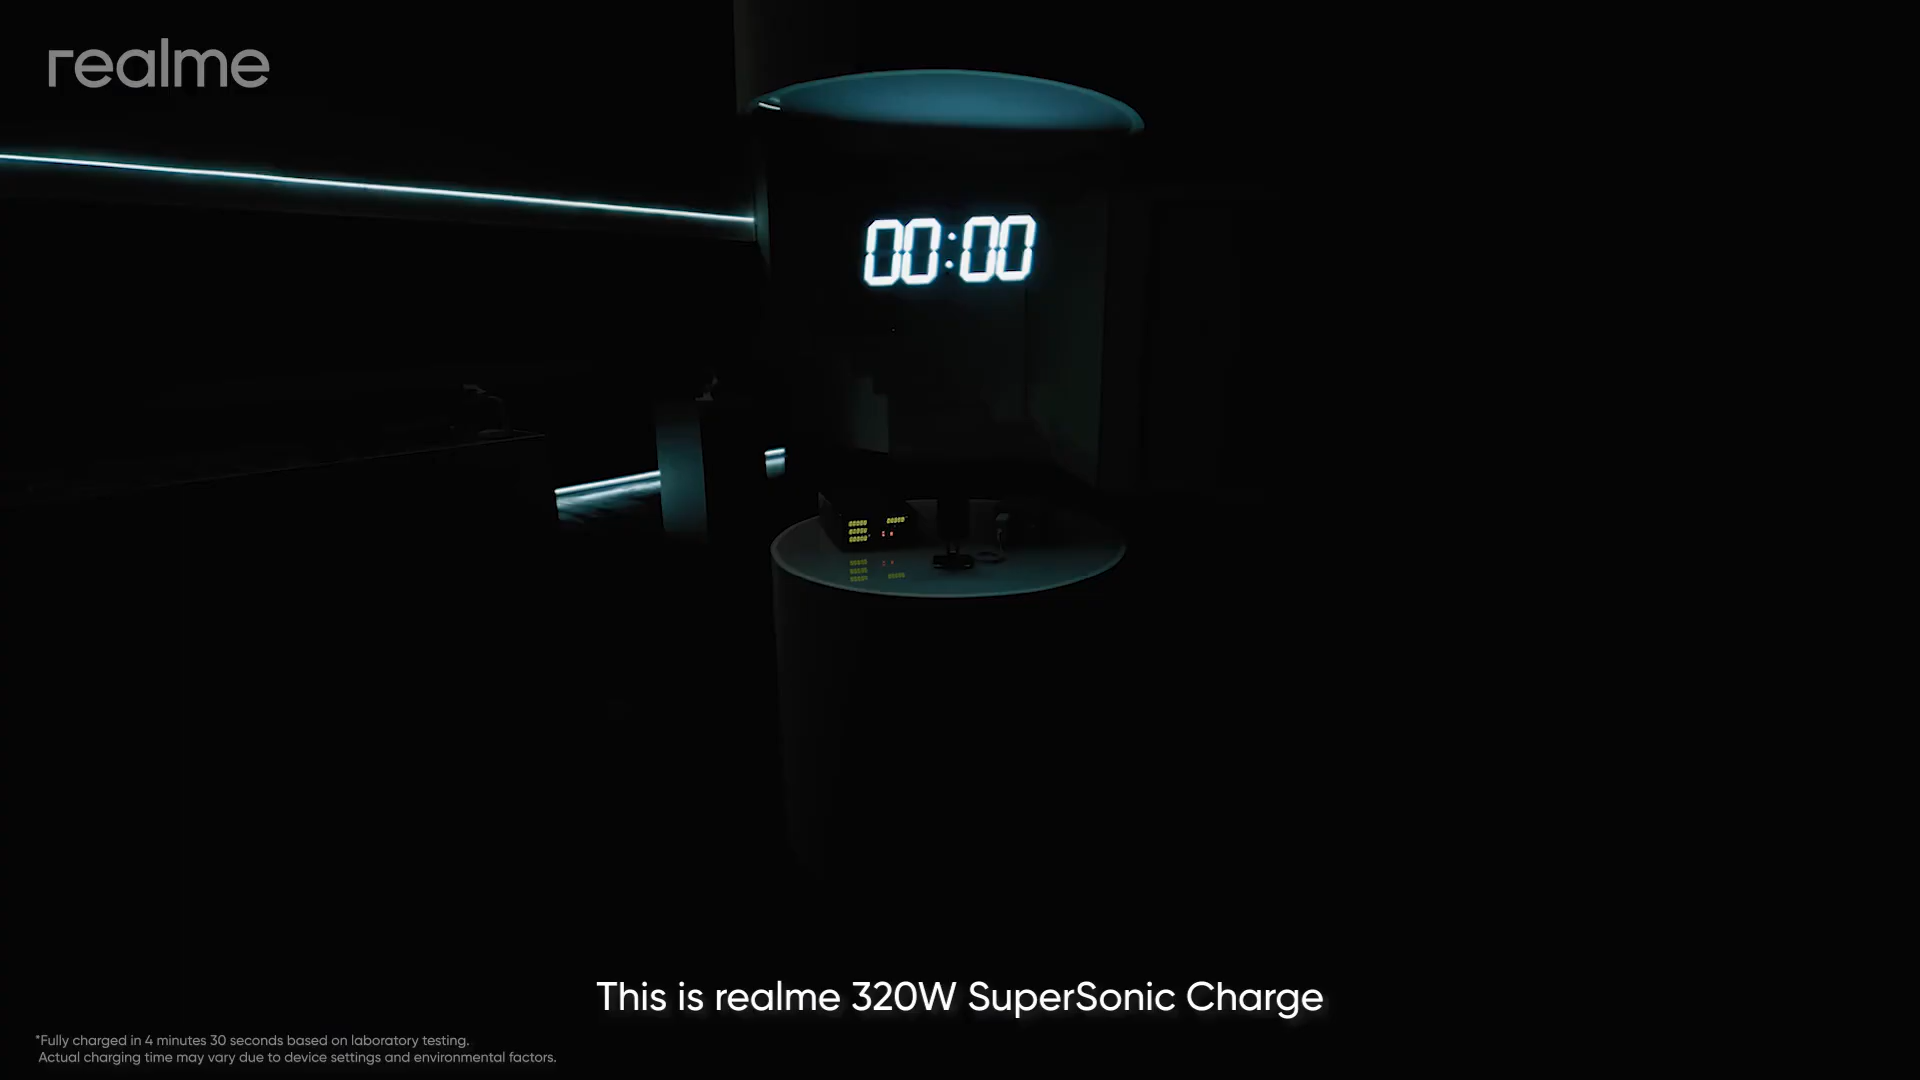 realme
00:00
This is realme 320W SuperSonic Charge
*Fully charged in 4 minutes 30 seconds based on laboratory testing.
Actual charging time may vary due to device settings and environmental factors.